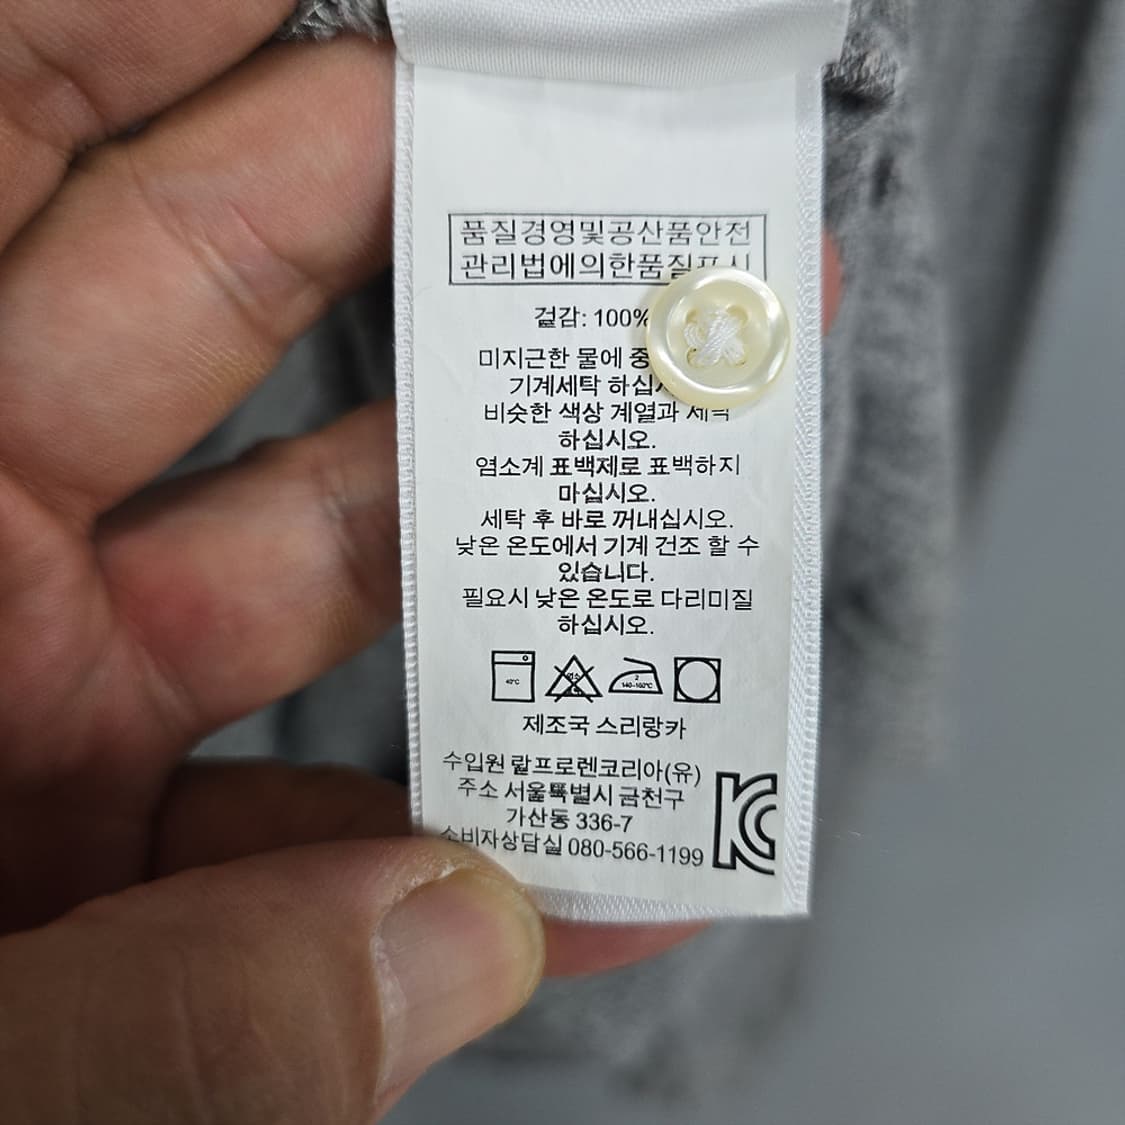 품질경영및공산품안전
관리법에의한품질표시
겉감: 100%
미지근한 물에
기계세탁
비슷한 색상 계열과 세탁
하십시오.
염소계 표백제로 표백하지
마십시오.
세탁 후 바로 꺼내십시오.
낮은 온도에서 기계 건조 할 수
있습니다.
필요시 낮은 온도로 다리미질
하십시오.
40°C
2
140~160°C
제조국 스리랑카
수입원 랄프로렌코리아(유)
주소 서울특별시 금천구
가산동 336-7
소비자상담실 080-566-1199